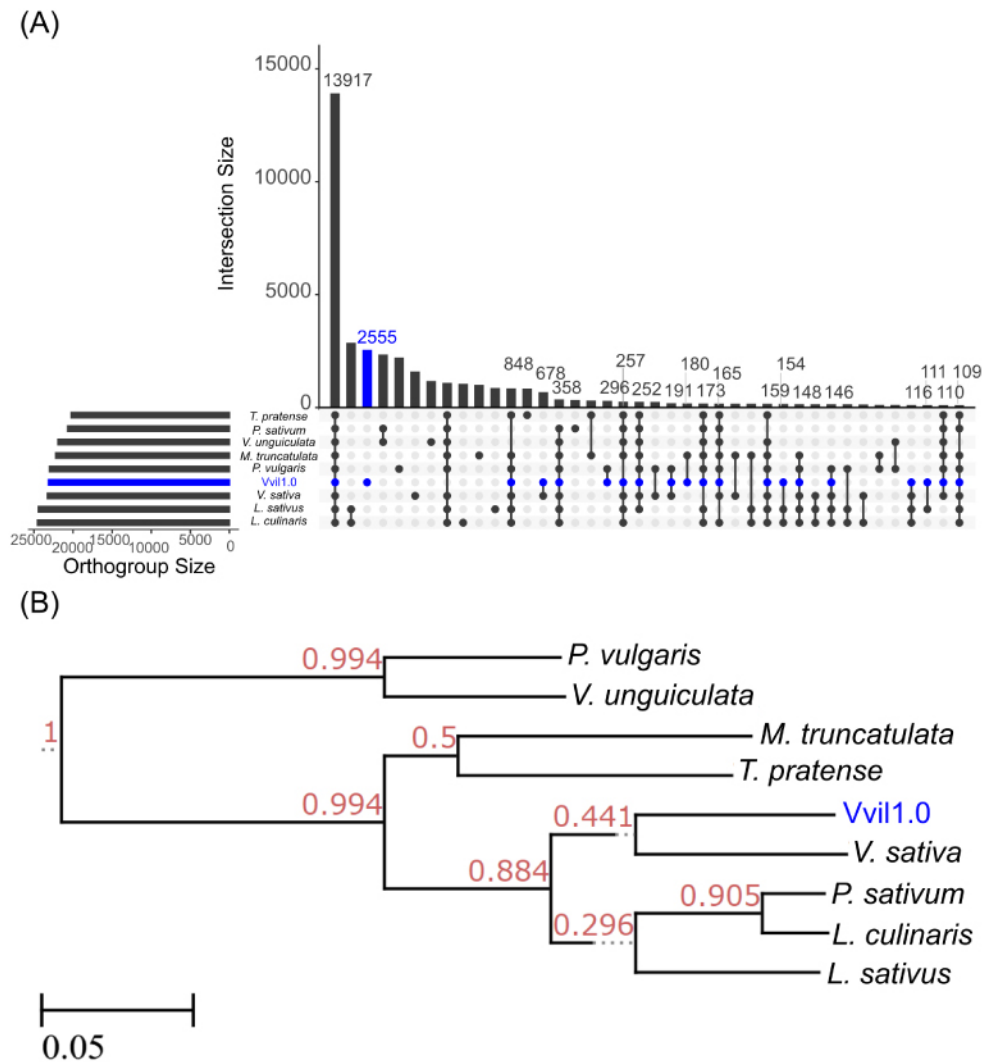 (A)
15000
13917
10000
Intersection Size
5000
2555
0
848
678
358
296
257
252
191
180
173
165
159
154
148
146
116
111
110
109
T. pratense
P. sativum
V. unguiculata
M. truncatulata
P. vulgaris
Vvil1.0
V. sativa
L. sativus
L. culinaris
25000
20000
15000
10000
5000
0
Orthogroup Size
(B)
0.994
P. vulgaris
V. unguiculata
1
0.5
M. truncatulata
T. pratense
0.994
0.441
Vvil1.0
V. sativa
0.884
0.905
P. sativum
0.296
L. culinaris
L. sativus
0.05